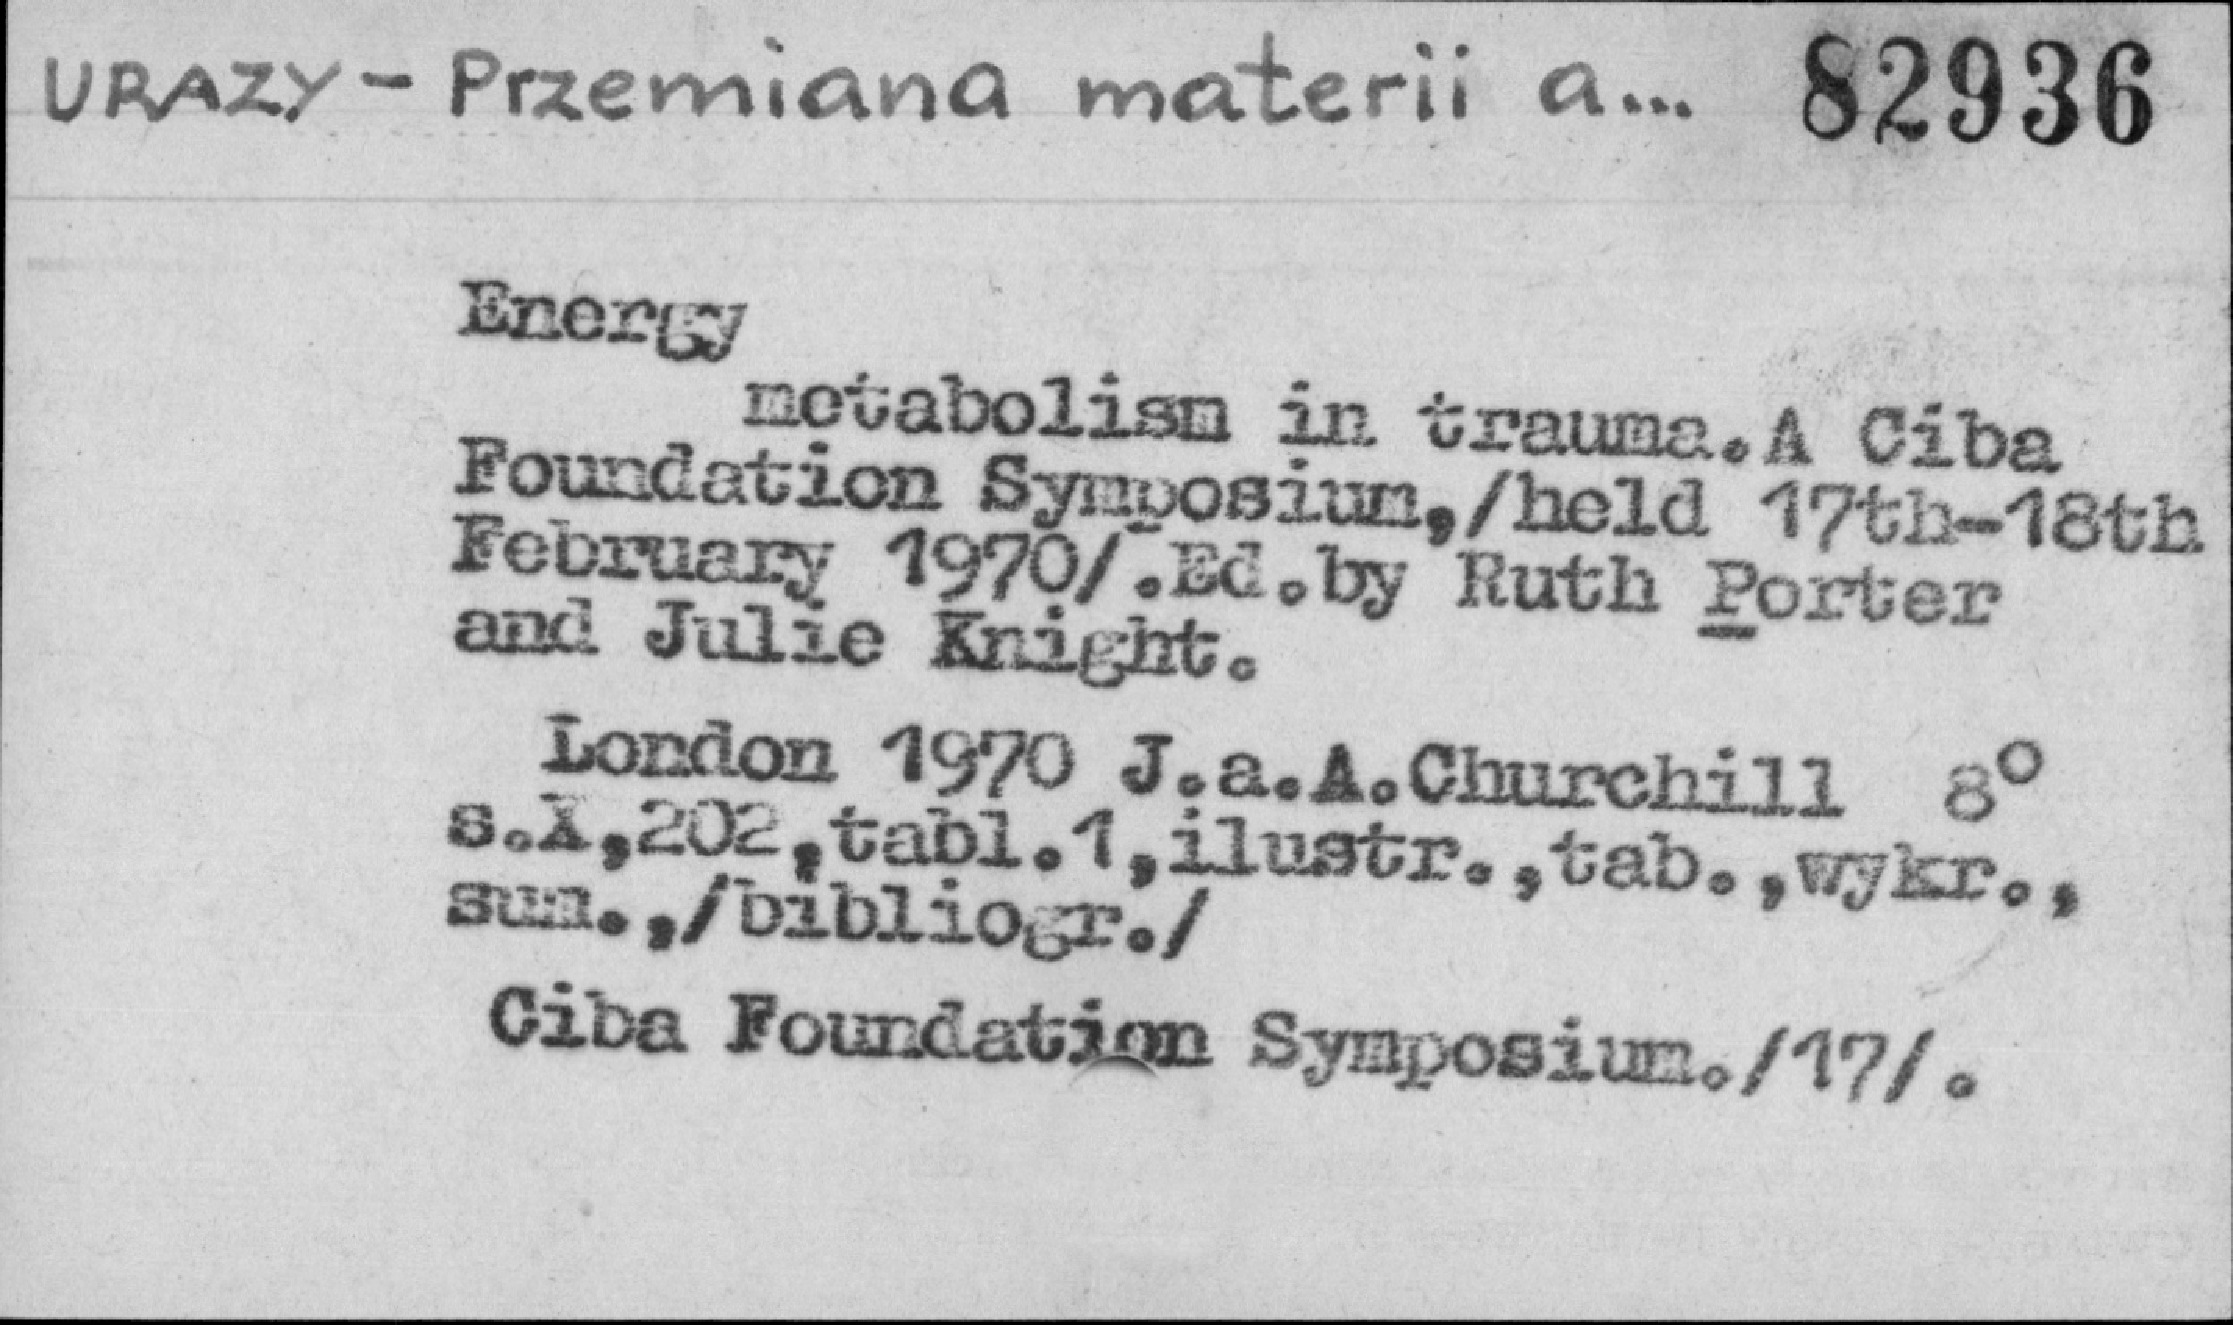 URAZY - Przemiana materii a... 82936
Energy
metabolism in trauma.A Ciba
Foundation Symposium,/held 17th-18th
February 1970/.Ed.by Ruth Porter
and Julie Knight.
London 1970 J.a.A.Churchill 8°
s.X,202,tabl.1,ilustr.,tab.,wykr.,
sum.,/bibliogr./
Ciba Foundation Symposium./17/.